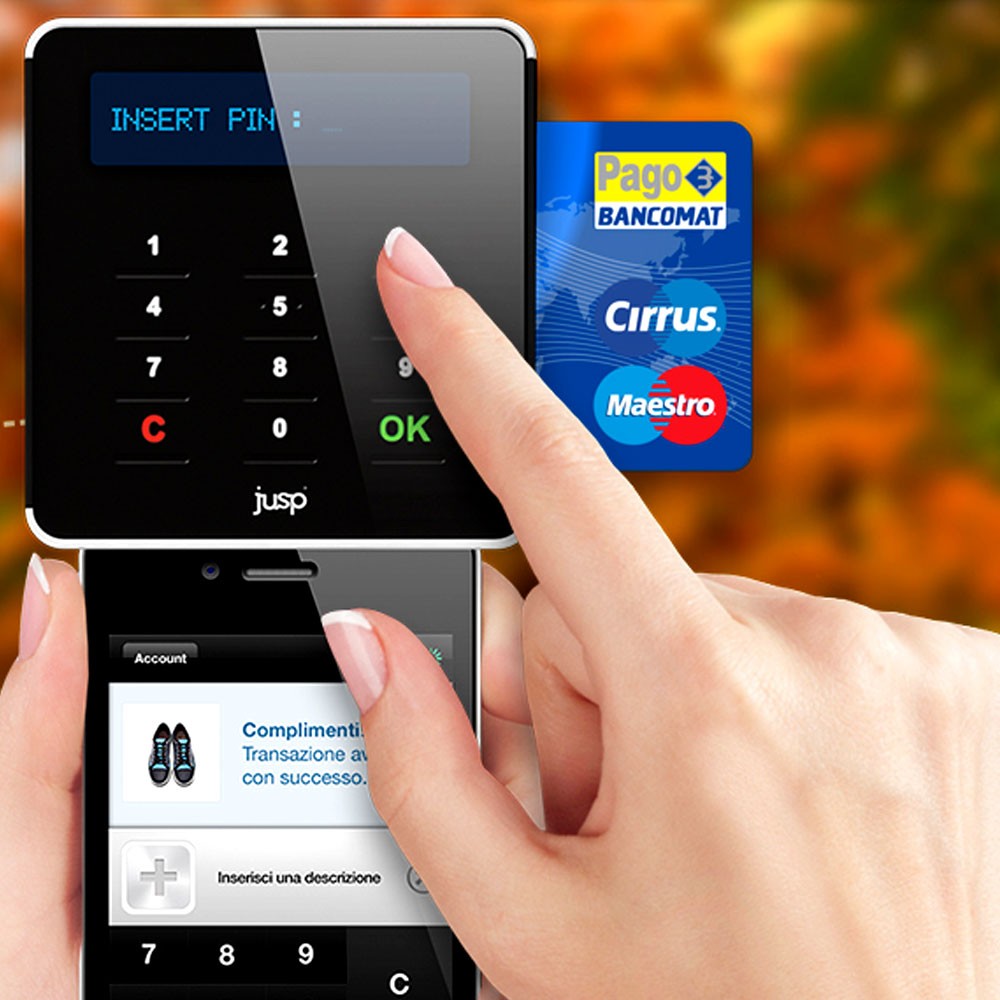 INSERT PIN : _
Pago
BANCOMAT
1 2
4 5
Cirrus
7 8 9
Maestro
C 0 OK
jusp
Account
Complimenti.
Transazione
con successo.
Inserisci una descrizione
7 8 9
C